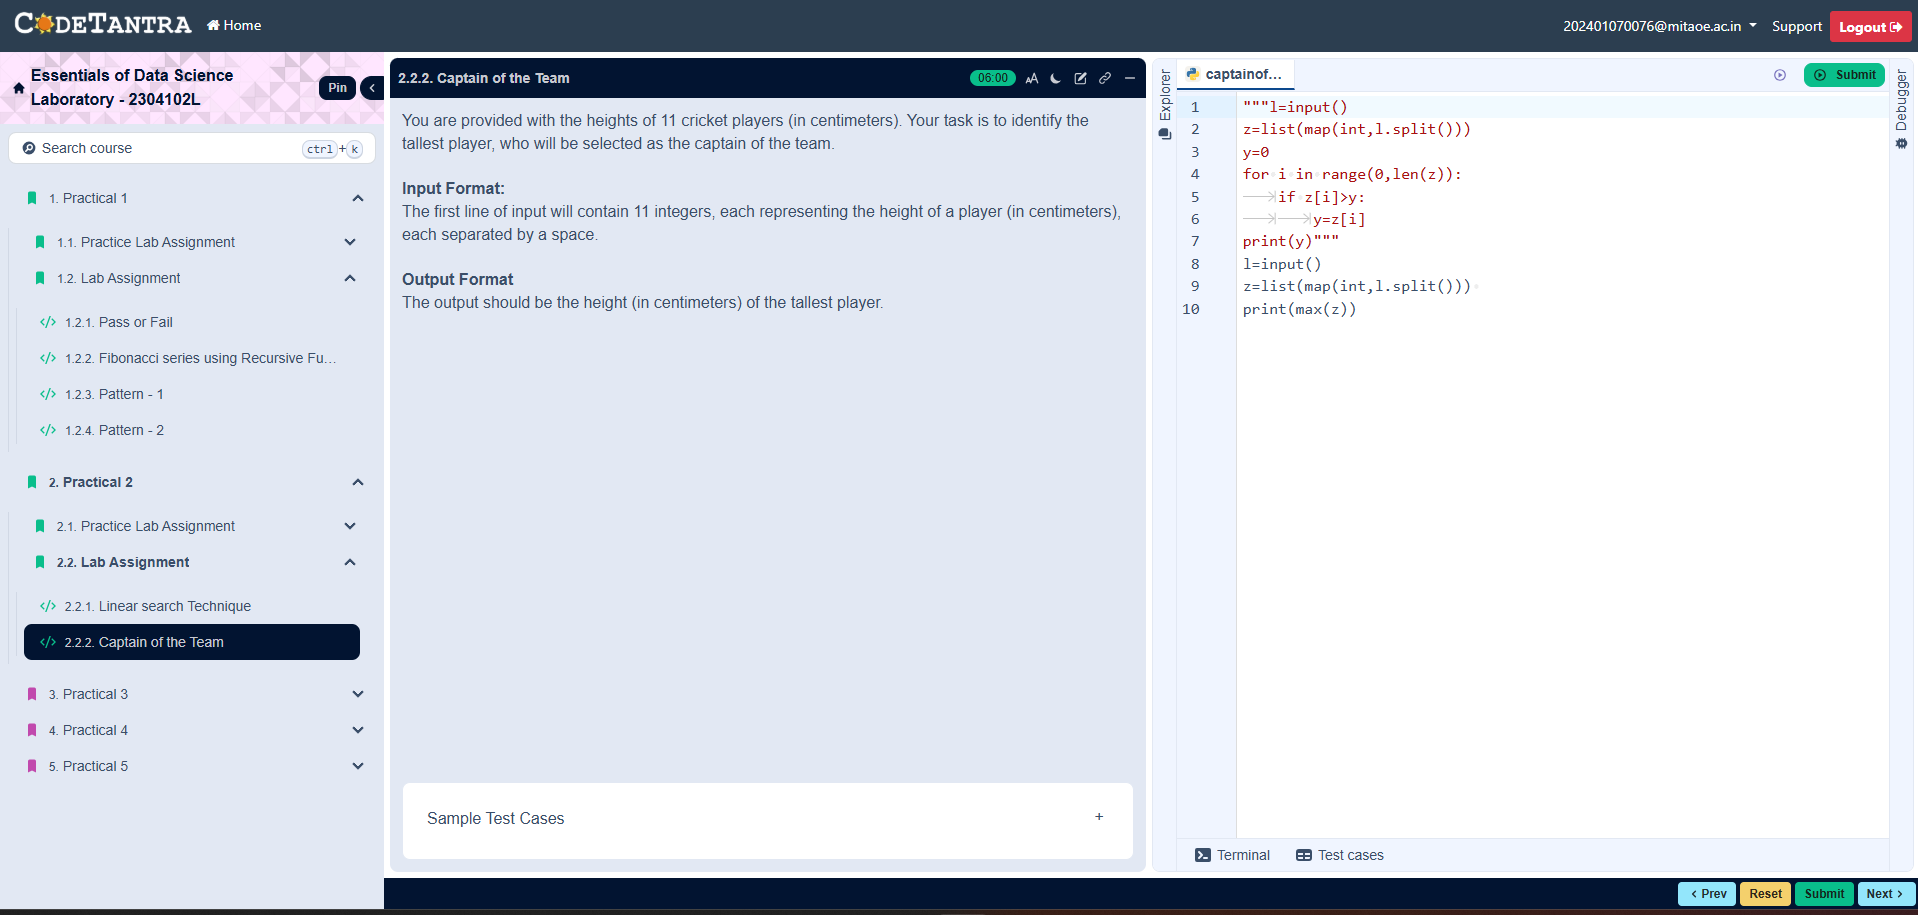 CODETANTRA
Home
202401070076@mitaoe.ac.in
Support
Logout
Essentials of Data Science
Laboratory - 2304102L
Pin
Search course
ctrl + k
1. Practical 1
1.1. Practice Lab Assignment
1.2. Lab Assignment
1.2.1. Pass or Fail
1.2.2. Fibonacci series using Recursive Fu...
1.2.3. Pattern - 1
1.2.4. Pattern - 2
2. Practical 2
2.1. Practice Lab Assignment
2.2. Lab Assignment
2.2.1. Linear search Technique
2.2.2. Captain of the Team
3. Practical 3
4. Practical 4
5. Practical 5
2.2.2. Captain of the Team
06:00
AA
You are provided with the heights of 11 cricket players (in centimeters). Your task is to identify the
tallest player, who will be selected as the captain of the team.
Input Format:
The first line of input will contain 11 integers, each representing the height of a player (in centimeters),
each separated by a space.
Output Format
The output should be the height (in centimeters) of the tallest player.
Sample Test Cases
+
Explorer
captainof...
Submit
Debugger
1 """l=input()
2 z=list(map(int,l.split()))
3 y=0
4 for i in range(0,len(z)):
5 if z[i]>y:
6 y=z[i]
7 print(y)"""
8 l=input()
9 z=list(map(int,l.split()))
10 print(max(z))
Terminal
Test cases
< Prev
Reset
Submit
Next >